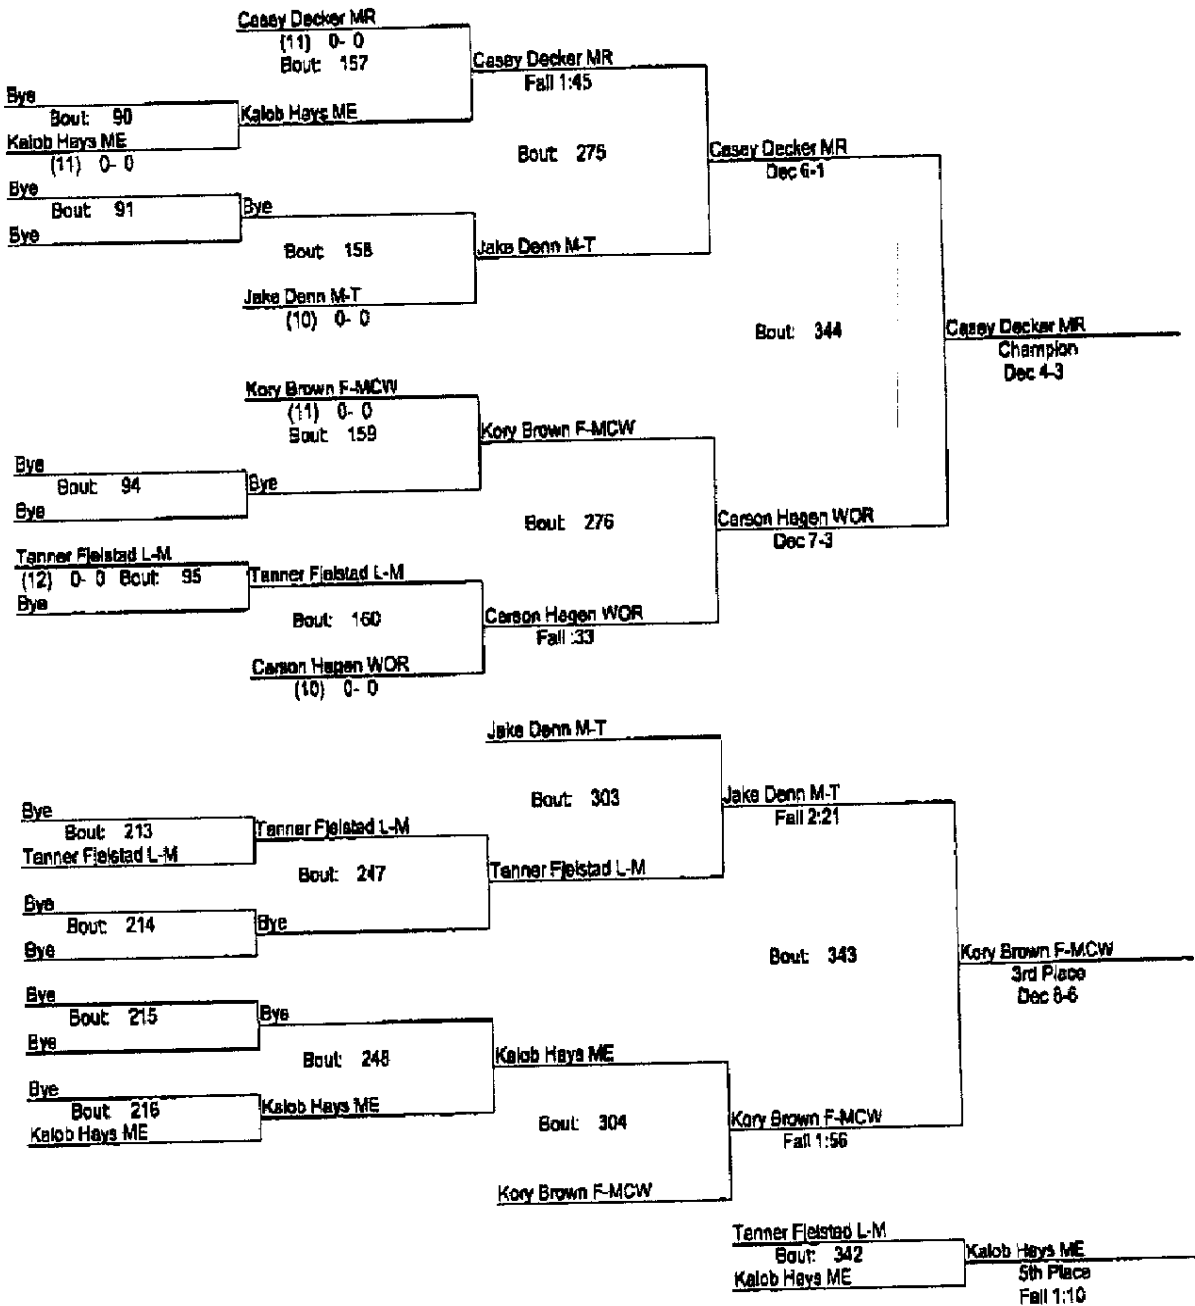 Casey Decker MR
(11) 0- 0
Bout: 157
Casey Decker MR
Fall 1:45
Bye
Bout: 90
Kalob Hays ME
Kalob Hays ME
(11) 0- 0
Bout: 275
Casey Decker MR
Dec 6-1
Bye
Bout: 91
Bye
Bye
Bout: 158
Jake Denn M-T
Jake Denn M-T
(10) 0- 0
Bout: 344
Casey Decker MR
Champion
Dec 4-3
Kory Brown F-MCW
(11) 0- 0
Bout: 159
Kory Brown F-MCW
Bye
Bout: 94
Bye
Bye
Bout: 276
Carson Hagen WOR
Dec 7-3
Tanner Fjelstad L-M
(12) 0- 0 Bout: 95
Bye
Tanner Fjelstad L-M
Bout: 160
Carson Hagen WOR
Fall :33
Carson Hagen WOR
(10) 0- 0
Jake Denn M-T
Bout: 303
Jake Denn M-T
Fall 2:21
Bye
Bout: 213
Tanner Fjelstad L-M
Tanner Fjelstad L-M
Bout: 247
Tanner Fjelstad L-M
Bye
Bout: 214
Bye
Bye
Bout: 343
Kory Brown F-MCW
3rd Place
Dec 8-6
Bye
Bout: 215
Bye
Bye
Bout: 248
Kalob Hays ME
Bye
Bout: 216
Kalob Hays ME
Kalob Hays ME
Bout: 304
Kory Brown F-MCW
Fall 1:56
Kory Brown F-MCW
Tanner Fjelstad L-M
Bout: 342
Kalob Hays ME
Kalob Hays ME
5th Place
Fall 1:10